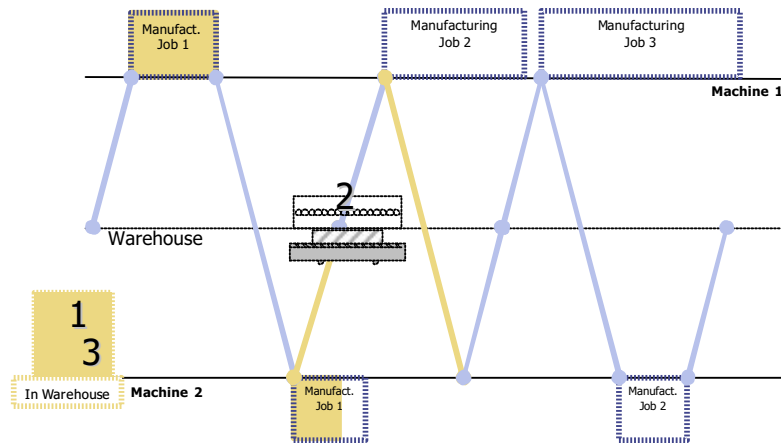 Manufact.
Job 1
Manufacturing
Job 2
Manufacturing
Job 3
Machine 1
2
Warehouse
1
3
In Warehouse
Machine 2
Manufact.
Job 1
Manufact.
Job 2